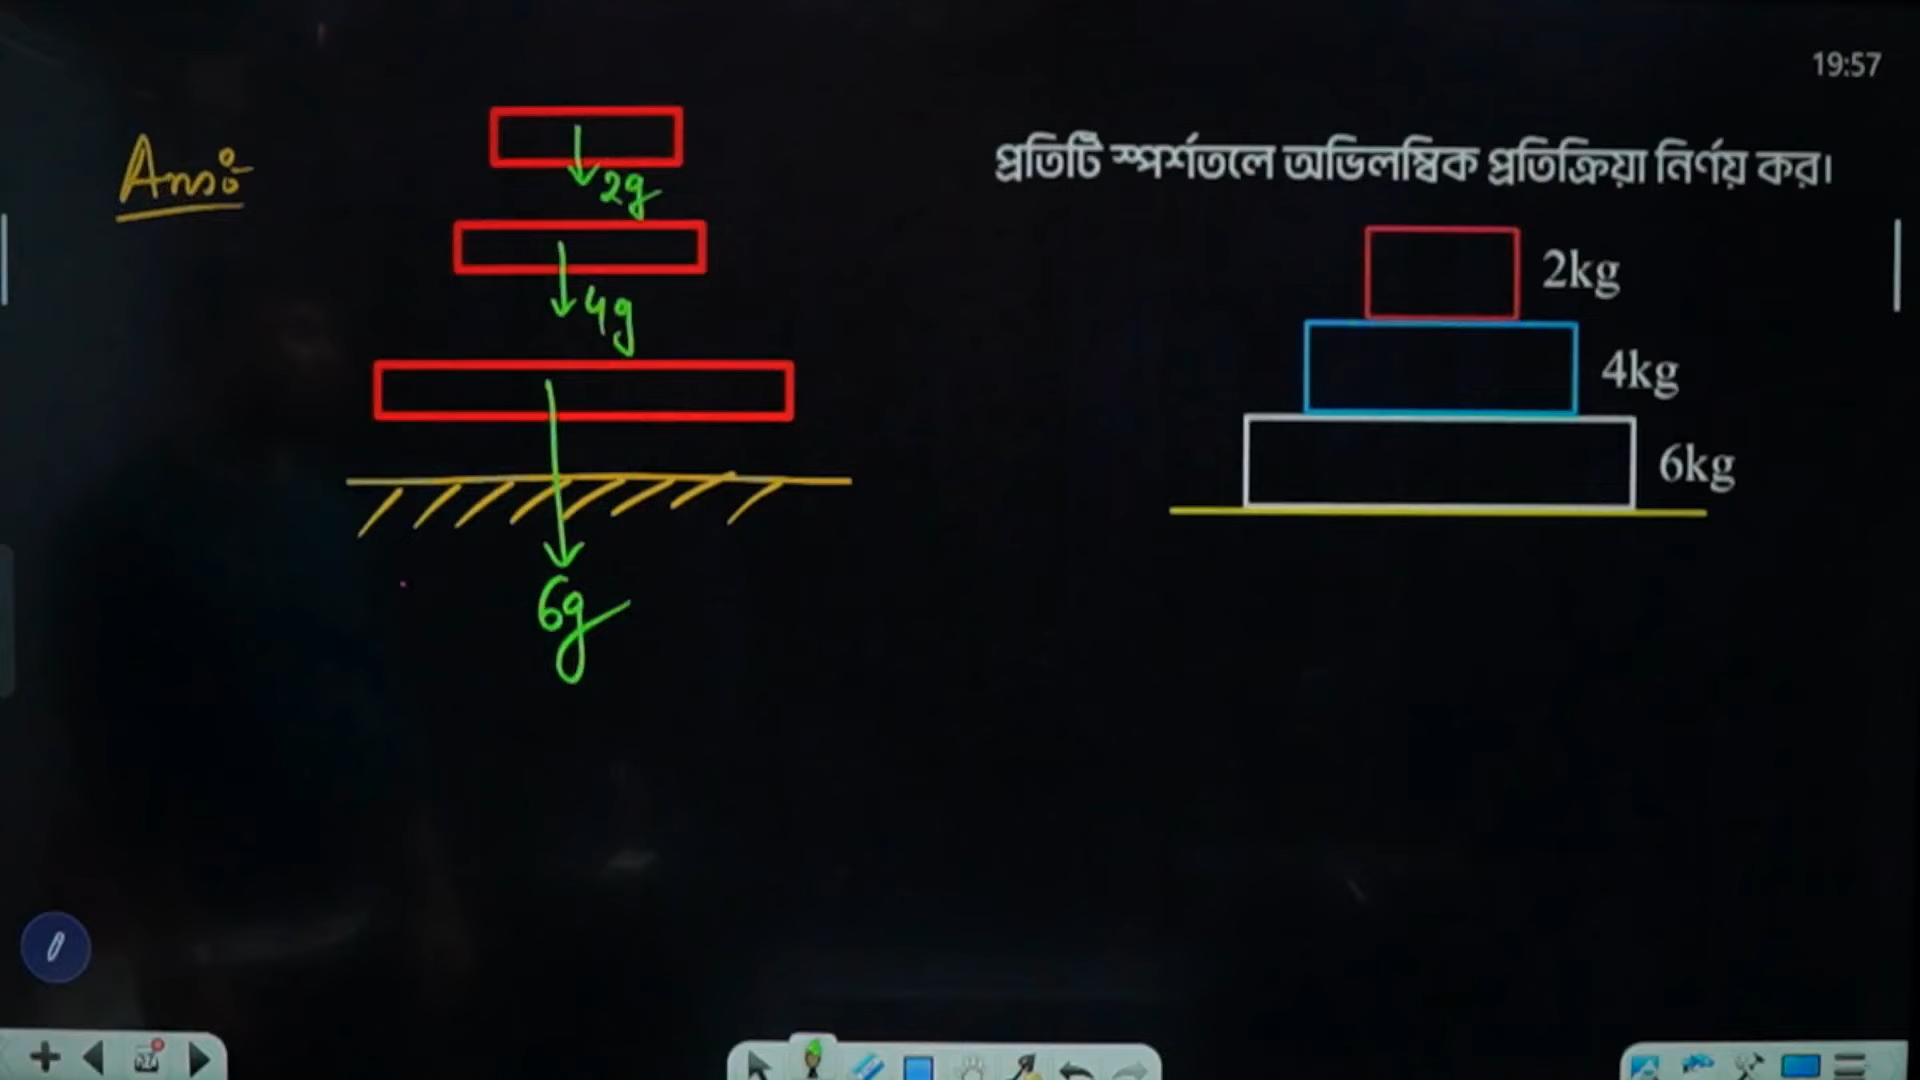 19:57
Ans:
2g
4g
6g
প্রতিটি স্পর্শতলে অভিলম্বিক প্রতিক্রিয়া নির্ণয় কর।
2kg
4kg
6kg